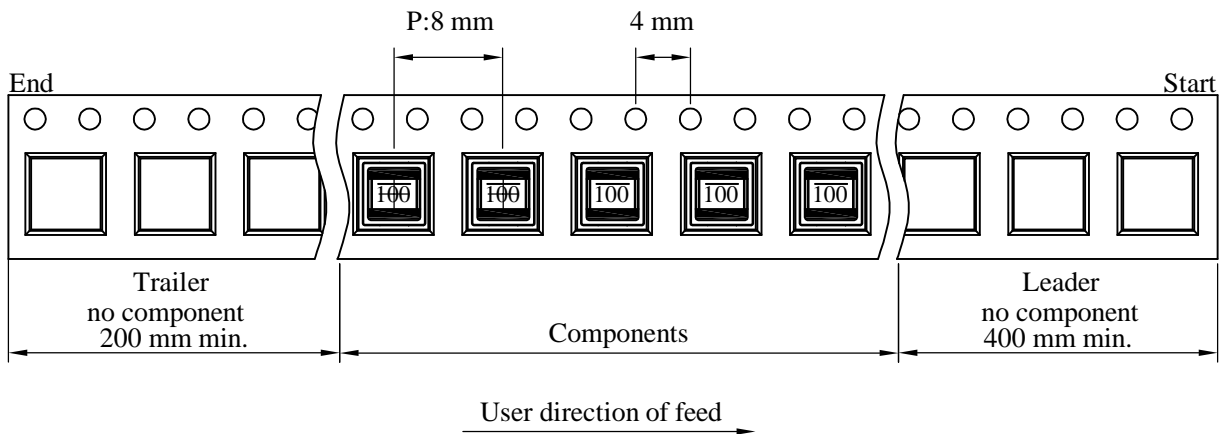 P:8 mm
4 mm
End
Start
100
100
100
100
100
Trailer
no component
200 mm min.
Components
Leader
no component
400 mm min.
User direction of feed